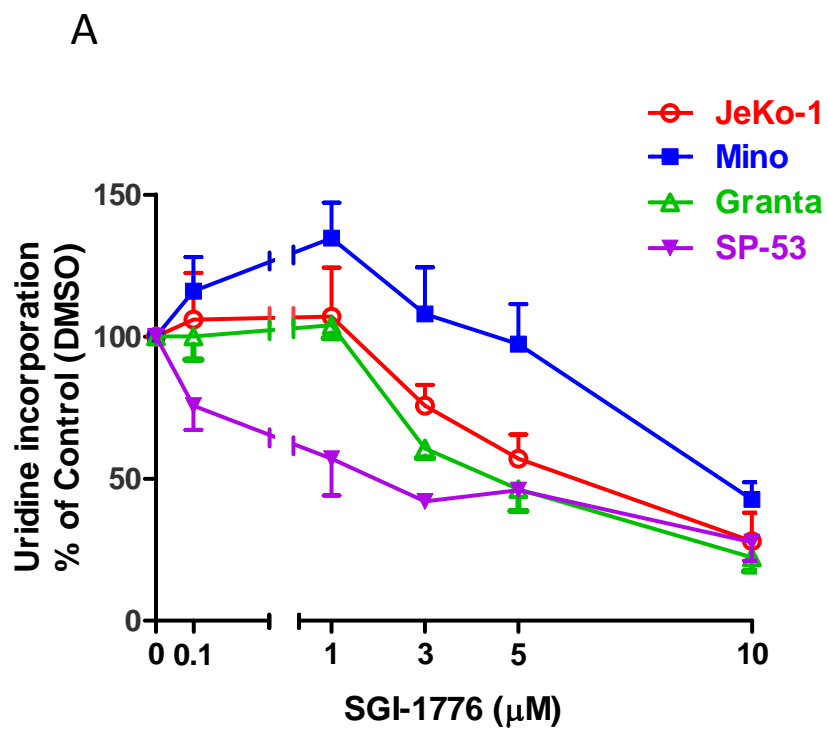 A
JeKo-1
Mino
Granta
SP-53
150
100
50
0
Uridine incorporation
% of Control (DMSO)
0 0.1 1 3 5 10
SGI-1776 (μM)